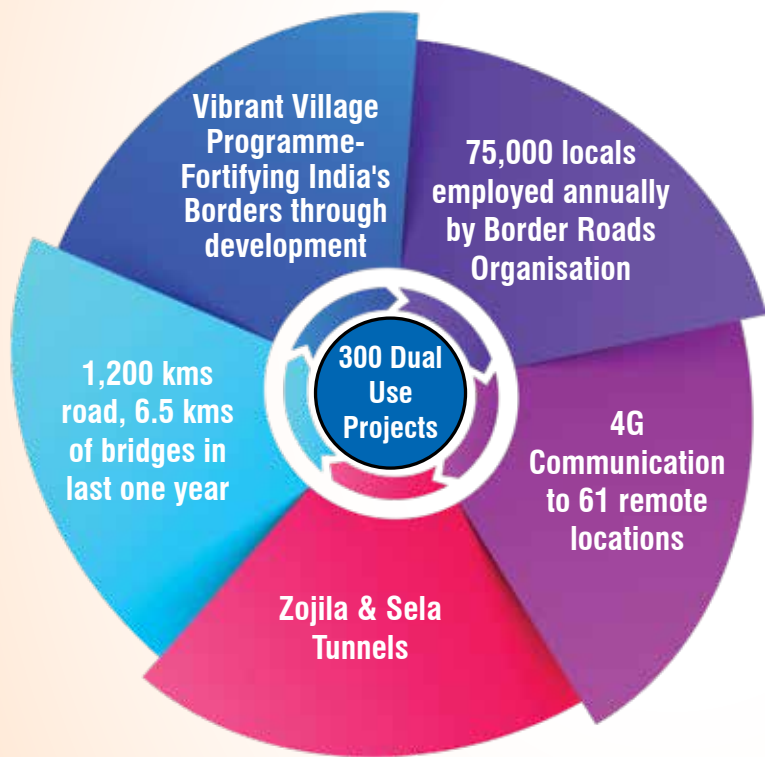 Vibrant Village
Programme-
Fortifying India's
Borders through
development
75,000 locals
employed annually
by Border Roads
Organisation
300 Dual
Use
Projects
1,200 kms
road, 6.5 kms
of bridges in
last one year
4G
Communication
to 61 remote
locations
Zojila & Sela
Tunnels